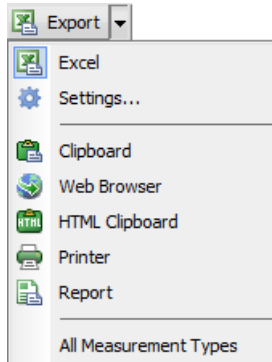 Export
Excel
Settings...
Clipboard
Web Browser
HTML Clipboard
Printer
Report
All Measurement Types